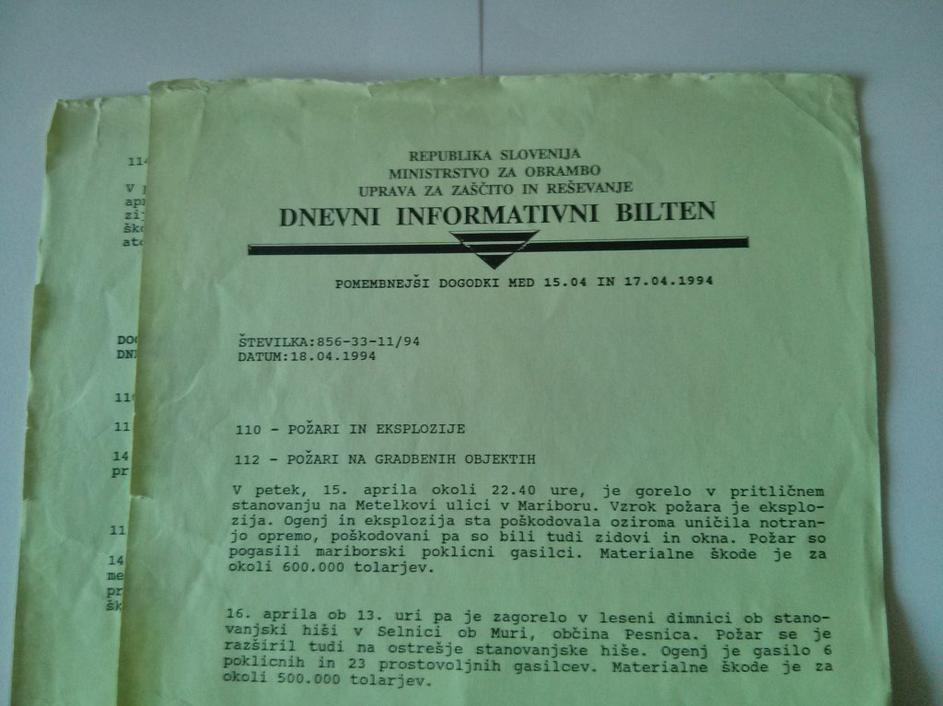 REPUBLIKA SLOVENIJA
MINISTRSTVO ZA OBRAMBO
UPRAVA ZA ZAŠČITO IN REŠEVANJE
DNEVNI INFORMATIVNI BILTEN
POMEMBNEJŠI DOGODKI MED 15.04 IN 17.04.1994
ŠTEVILKA:856-33-11/94
DATUM:18.04.1994
110 - POŽARI IN EKSPLOZIJE
112 - POŽARI NA GRADBENIH OBJEKTIH
V petek, 15. aprila okoli 22.40 ure, je gorelo v pritličnem
stanovanju na Metelkovi ulici v Mariboru. Vzrok požara je eksplo-
zija. Ogenj in eksplozija sta poškodovala oziroma uničila notran-
jo opremo, poškodovani pa so bili tudi zidovi in okna. Požar so
pogasili mariborski poklicni gasilci. Materialne škode je za
okoli 600.000 tolarjev.
16. aprila ob 13. uri pa je zagorelo v leseni dimnici ob stano-
vanjski hiši v Selnici ob Muri, občina Pesnica. Požar se je
razširil tudi na ostrešje stanovanjske hiše. Ogenj je gasilo 6
poklicnih in 23 prostovoljnih gasilcev. Materialne škode je za
okoli 500.000 tolarjev.